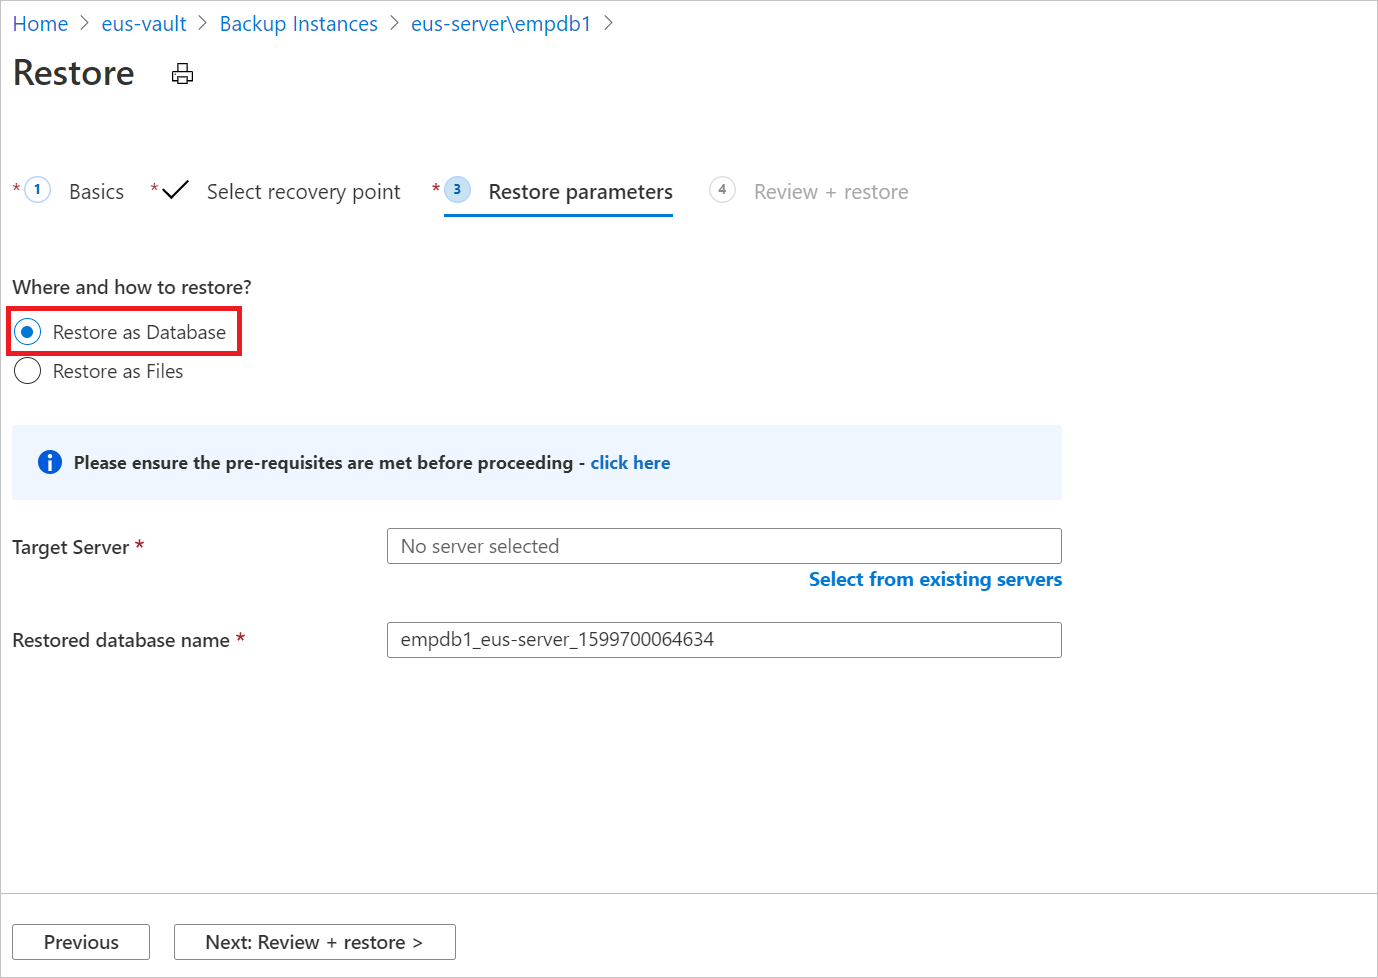 Home > eus-vault > Backup Instances > eus-server\empdb1 >
Restore
* 1 Basics * Select recovery point * 3 Restore parameters 4 Review + restore
Where and how to restore?
Restore as Database
Restore as Files
Please ensure the pre-requisites are met before proceeding - click here
Target Server * No server selected
Select from existing servers
Restored database name * empdb1_eus-server_1599700064634
Previous Next: Review + restore >